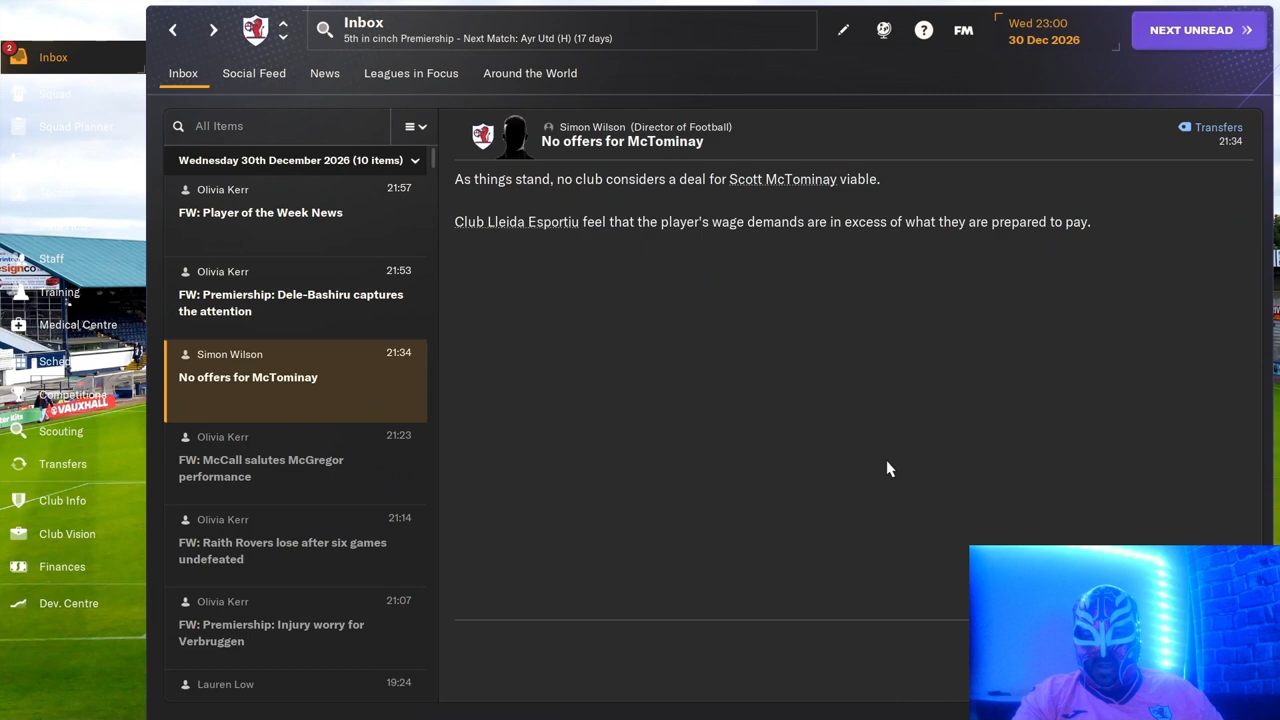 2
Inbox
Squad
Squad Planner
Staff
Training
Medical Centre
Sched
Competitions
Scouting
Transfers
Club Info
Club Vision
Finances
Dev. Centre
VAUXHALL
Inbox
5th in cinch Premiership - Next Match: Ayr Utd (H) (17 days)
?
FM
Wed 23:00
30 Dec 2026
NEXT UNREAD
Inbox
Social Feed
News
Leagues in Focus
Around the World
All Items
Wednesday 30th December 2026 (10 items)
Olivia Kerr 21:57
FW: Player of the Week News
Olivia Kerr 21:53
FW: Premiership: Dele-Bashiru captures
the attention
Simon Wilson 21:34
No offers for McTominay
Olivia Kerr 21:23
FW: McCall salutes McGregor
performance
Olivia Kerr 21:14
FW: Raith Rovers lose after six games
undefeated
Olivia Kerr 21:07
FW: Premiership: Injury worry for
Verbruggen
Lauren Low 19:24
Simon Wilson (Director of Football)
No offers for McTominay
Transfers
21:34
As things stand, no club considers a deal for Scott McTominay viable.
Club Lleida Esportiu feel that the player's wage demands are in excess of what they are prepared to pay.